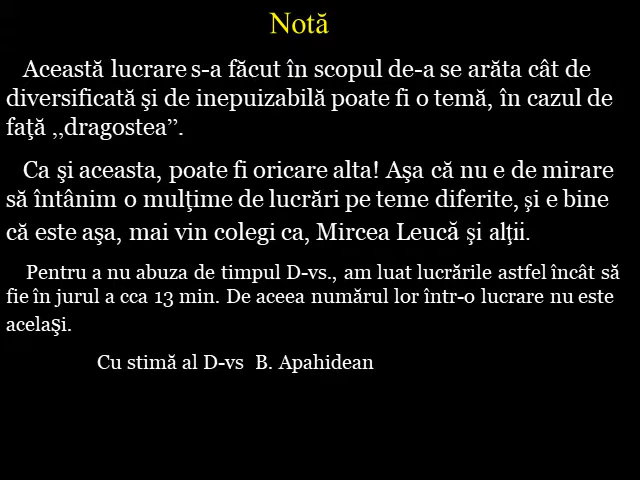 Notă
Această lucrare s-a făcut în scopul de-a se arăta cât de
diversificată şi de inepuizabilă poate fi o temă, în cazul de
faţă ,,dragostea”.
Ca şi aceasta, poate fi oricare alta! Aşa că nu e de mirare
să întânim o mulţime de lucrări pe teme diferite, şi e bine
că este aşa, mai vin colegi ca, Mircea Leucă şi alţii.
Pentru a nu abuza de timpul D-vs., am luat lucrările astfel încât să
fie în jurul a cca 13 min. De aceea numărul lor într-o lucrare nu este
acelaşi.
Cu stimă al D-vs B. Apahidean